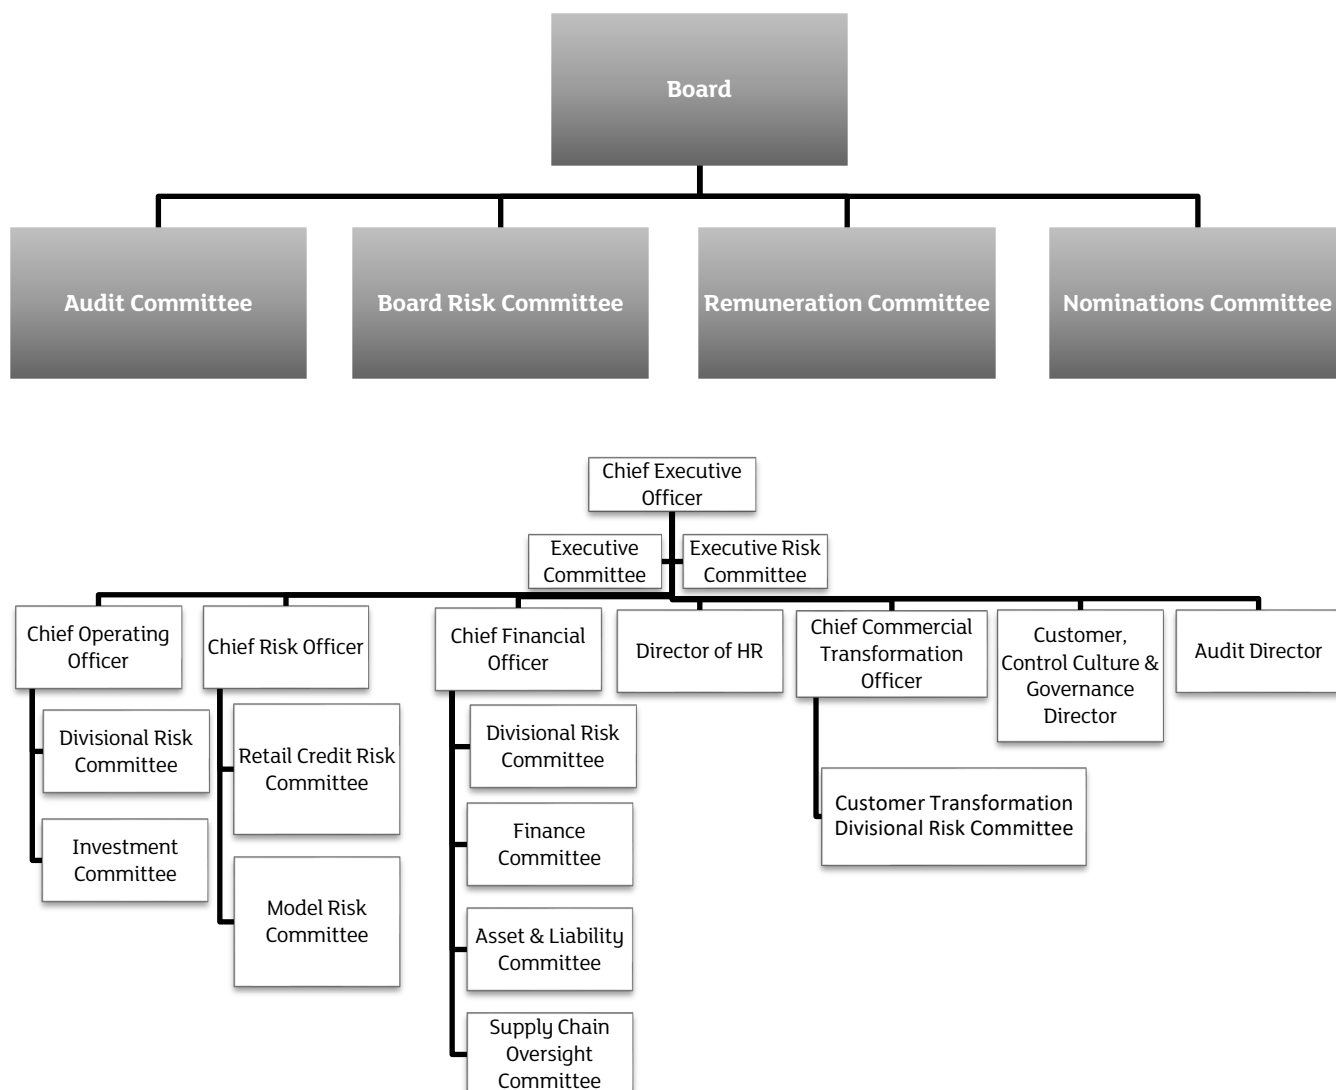 Board
Audit Committee
Board Risk Committee
Remuneration Committee
Nominations Committee
Chief Executive
Officer
Executive
Committee
Executive Risk
Committee
Chief Operating
Officer
Chief Risk Officer
Chief Financial
Officer
Director of HR
Chief Commercial
Transformation
Officer
Customer,
Control Culture &
Governance
Director
Audit Director
Divisional Risk
Committee
Investment
Committee
Retail Credit Risk
Committee
Model Risk
Committee
Divisional Risk
Committee
Finance
Committee
Asset & Liability
Committee
Supply Chain
Oversight
Committee
Customer Transformation
Divisional Risk Committee